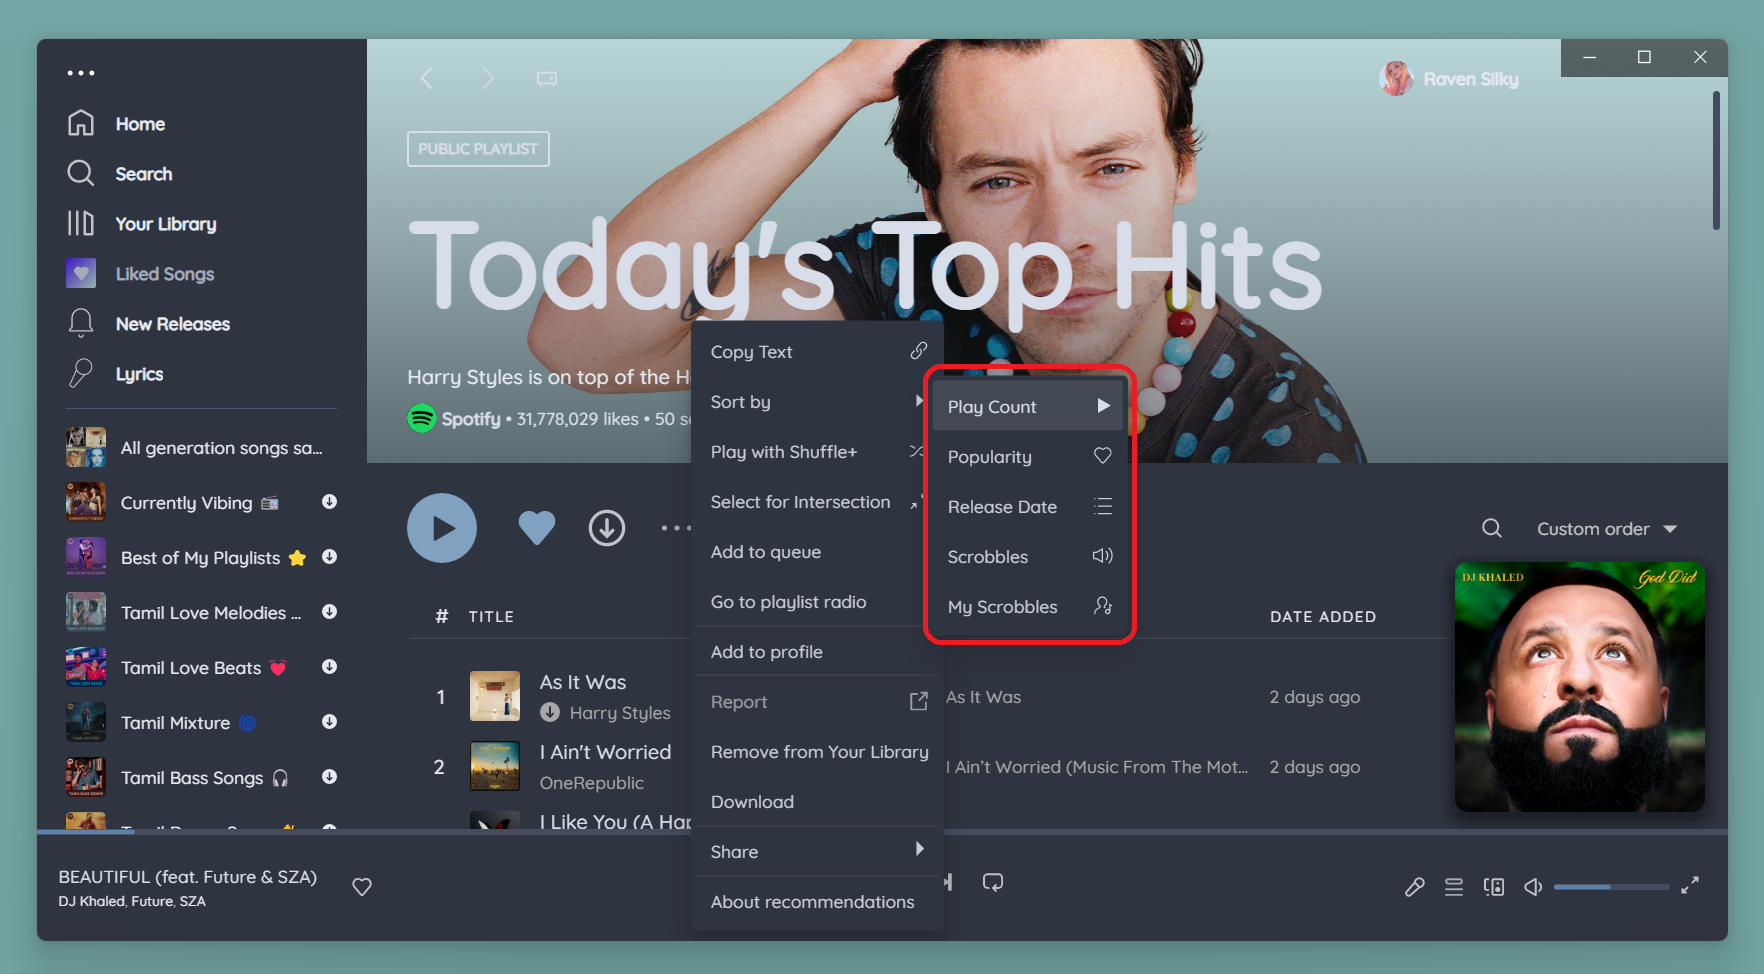 Home
Search
Your Library
Liked Songs
New Releases
Lyrics
All generation songs sa...
Currently Vibing
Best of My Playlists
Tamil Love Melodies ...
Tamil Love Beats
Tamil Mixture
Tamil Bass Songs
Raven Silky
PUBLIC PLAYLIST
Today's Top Hits
Harry Styles is on top of the H
Spotify • 31,778,029 likes • 50 s
Copy Text
Sort by
Play with Shuffle+
Select for Intersection
Add to queue
Go to playlist radio
Add to profile
Report
Remove from Your Library
Download
Share
About recommendations
Play Count
Popularity
Release Date
Scrobbles
My Scrobbles
Custom order
# TITLE DATE ADDED
1 As It Was As It Was 2 days ago
Harry Styles
2 I Ain't Worried I Ain’t Worried (Music From The Mot... 2 days ago
OneRepublic
I Like You (A Hap
DJ KHALED God Did
BEAUTIFUL (feat. Future & SZA)
DJ Khaled, Future, SZA